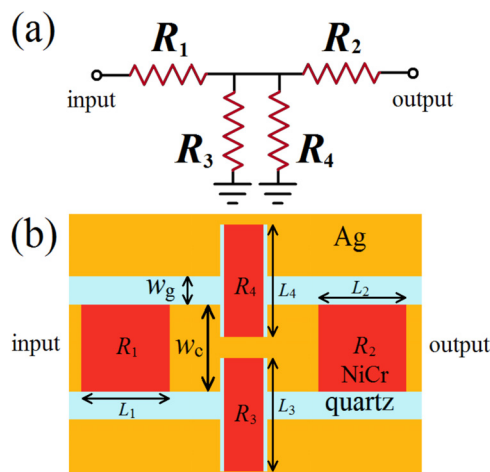 (a)
R1 R2
input output
R3 R4
(b)
Ag
wg
R4 L4 L2
input R1 wc R2 output
NiCr
L1 R3 L3 quartz